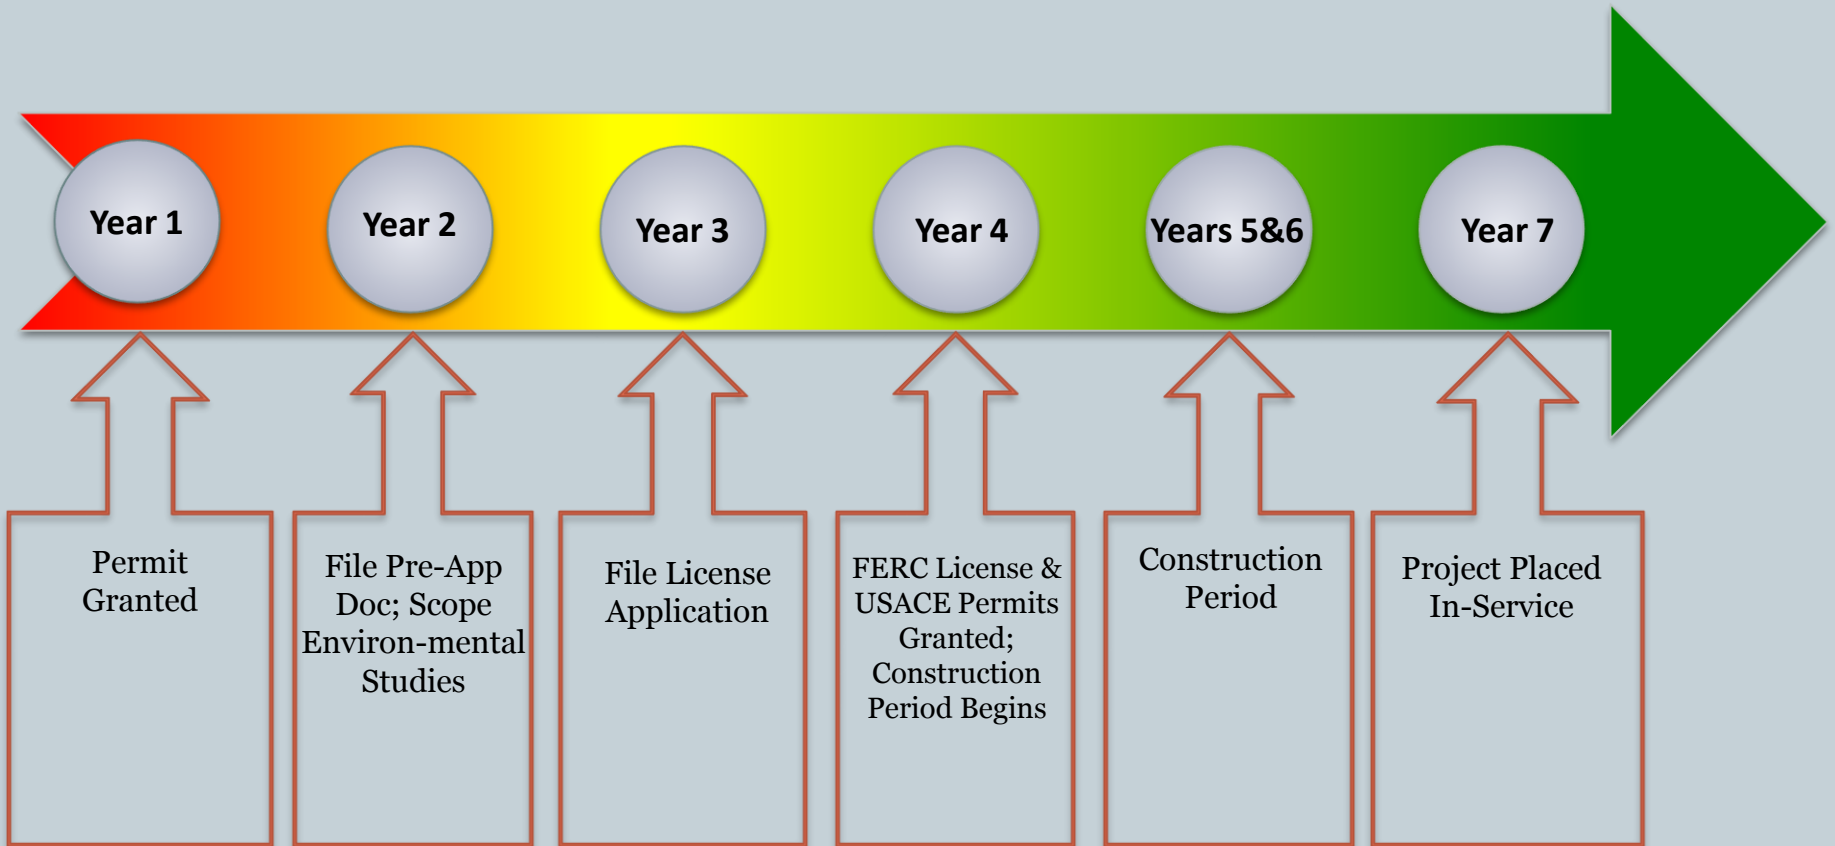 Year 1
Year 2
Year 3
Year 4
Years 5&6
Year 7
Permit
Granted
File Pre-App
Doc; Scope
Environ-mental
Studies
File License
Application
FERC License &
USACE Permits
Granted;
Construction
Period Begins
Construction
Period
Project Placed
In-Service